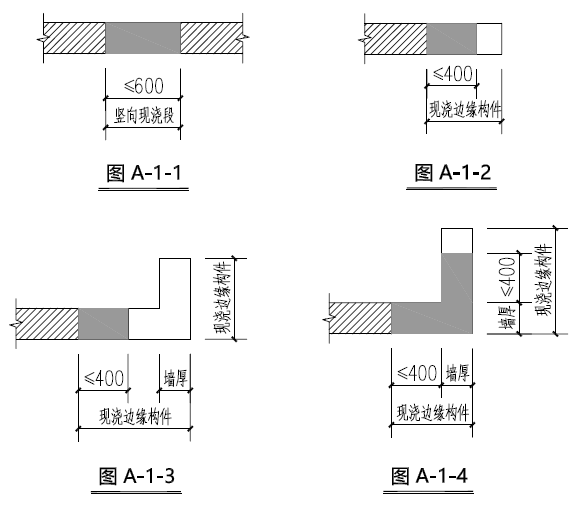 ≤600
竖向现浇段
图 A-1-1
≤400
现浇边缘构件
图 A-1-2
现浇边缘构件
≤400
墙厚
现浇边缘构件
图 A-1-3
≤400
墙厚
现浇边缘构件
≤400
墙厚
现浇边缘构件
图 A-1-4